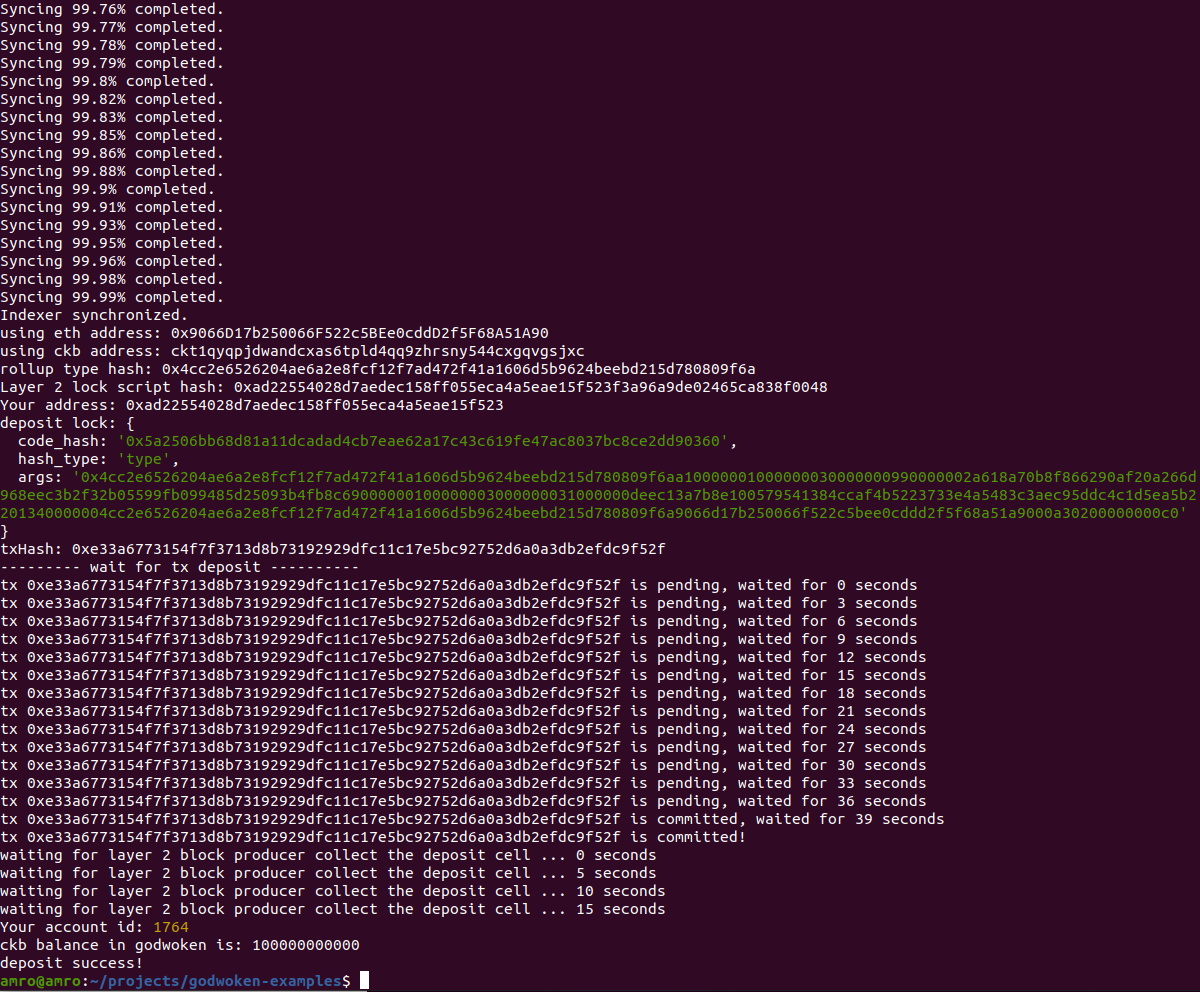 Syncing 99.76% completed.
Syncing 99.77% completed.
Syncing 99.78% completed.
Syncing 99.79% completed.
Syncing 99.8% completed.
Syncing 99.82% completed.
Syncing 99.83% completed.
Syncing 99.85% completed.
Syncing 99.86% completed.
Syncing 99.88% completed.
Syncing 99.9% completed.
Syncing 99.91% completed.
Syncing 99.93% completed.
Syncing 99.95% completed.
Syncing 99.96% completed.
Syncing 99.98% completed.
Syncing 99.99% completed.
Indexer synchronized.
using eth address: 0x9066D17b250066F522c5BEe0cddD2f5F68A51A90
using ckb address: ckt1qyqpjdwandcxas6tpld4qq9zhrsny544cxgqvgsjxc
rollup type hash: 0x4cc2e6526204ae6a2e8fcf12f7ad472f41a1606d5b9624beebd215d780809f6a
Layer 2 lock script hash: 0xad22554028d7aedec158ff055eca4a5eae15f523f3a96a9de02465ca838f0048
Your address: 0xad22554028d7aedec158ff055eca4a5eae15f523
deposit lock: {
  code_hash: '0x5a2506bb68d81a11dcadad4cb7eae62a17c43c619fe47ac8037bc8ce2dd90360',
  hash_type: 'type',
  args: '0x4cc2e6526204ae6a2e8fcf12f7ad472f41a1606d5b9624beebd215d780809f6aa10000001000000030000000990000002a618a70b8f866290af20a266d
968eec3b2f32b05599fb099485d25093b4fb8c69000000100000003000000031000000deec13a7b8e100579541384ccaf4b5223733e4a5483c3aec95ddc4c1d5ea5b2
201340000004cc2e6526204ae6a2e8fcf12f7ad472f41a1606d5b9624beebd215d780809f6a9066d17b250066f522c5bee0cddd2f5f68a51a9000a30200000000c0'
}
txHash: 0xe33a6773154f7f3713d8b73192929dfc11c17e5bc92752d6a0a3db2efdc9f52f
--------- wait for tx deposit ----------
tx 0xe33a6773154f7f3713d8b73192929dfc11c17e5bc92752d6a0a3db2efdc9f52f is pending, waited for 0 seconds
tx 0xe33a6773154f7f3713d8b73192929dfc11c17e5bc92752d6a0a3db2efdc9f52f is pending, waited for 3 seconds
tx 0xe33a6773154f7f3713d8b73192929dfc11c17e5bc92752d6a0a3db2efdc9f52f is pending, waited for 6 seconds
tx 0xe33a6773154f7f3713d8b73192929dfc11c17e5bc92752d6a0a3db2efdc9f52f is pending, waited for 9 seconds
tx 0xe33a6773154f7f3713d8b73192929dfc11c17e5bc92752d6a0a3db2efdc9f52f is pending, waited for 12 seconds
tx 0xe33a6773154f7f3713d8b73192929dfc11c17e5bc92752d6a0a3db2efdc9f52f is pending, waited for 15 seconds
tx 0xe33a6773154f7f3713d8b73192929dfc11c17e5bc92752d6a0a3db2efdc9f52f is pending, waited for 18 seconds
tx 0xe33a6773154f7f3713d8b73192929dfc11c17e5bc92752d6a0a3db2efdc9f52f is pending, waited for 21 seconds
tx 0xe33a6773154f7f3713d8b73192929dfc11c17e5bc92752d6a0a3db2efdc9f52f is pending, waited for 24 seconds
tx 0xe33a6773154f7f3713d8b73192929dfc11c17e5bc92752d6a0a3db2efdc9f52f is pending, waited for 27 seconds
tx 0xe33a6773154f7f3713d8b73192929dfc11c17e5bc92752d6a0a3db2efdc9f52f is pending, waited for 30 seconds
tx 0xe33a6773154f7f3713d8b73192929dfc11c17e5bc92752d6a0a3db2efdc9f52f is pending, waited for 33 seconds
tx 0xe33a6773154f7f3713d8b73192929dfc11c17e5bc92752d6a0a3db2efdc9f52f is pending, waited for 36 seconds
tx 0xe33a6773154f7f3713d8b73192929dfc11c17e5bc92752d6a0a3db2efdc9f52f is committed, waited for 39 seconds
tx 0xe33a6773154f7f3713d8b73192929dfc11c17e5bc92752d6a0a3db2efdc9f52f is committed!
waiting for layer 2 block producer collect the deposit cell ... 0 seconds
waiting for layer 2 block producer collect the deposit cell ... 5 seconds
waiting for layer 2 block producer collect the deposit cell ... 10 seconds
waiting for layer 2 block producer collect the deposit cell ... 15 seconds
Your account id: 1764
ckb balance in godwoken is: 100000000000
deposit success!
amro@amro:~/projects/godwoken-examples$